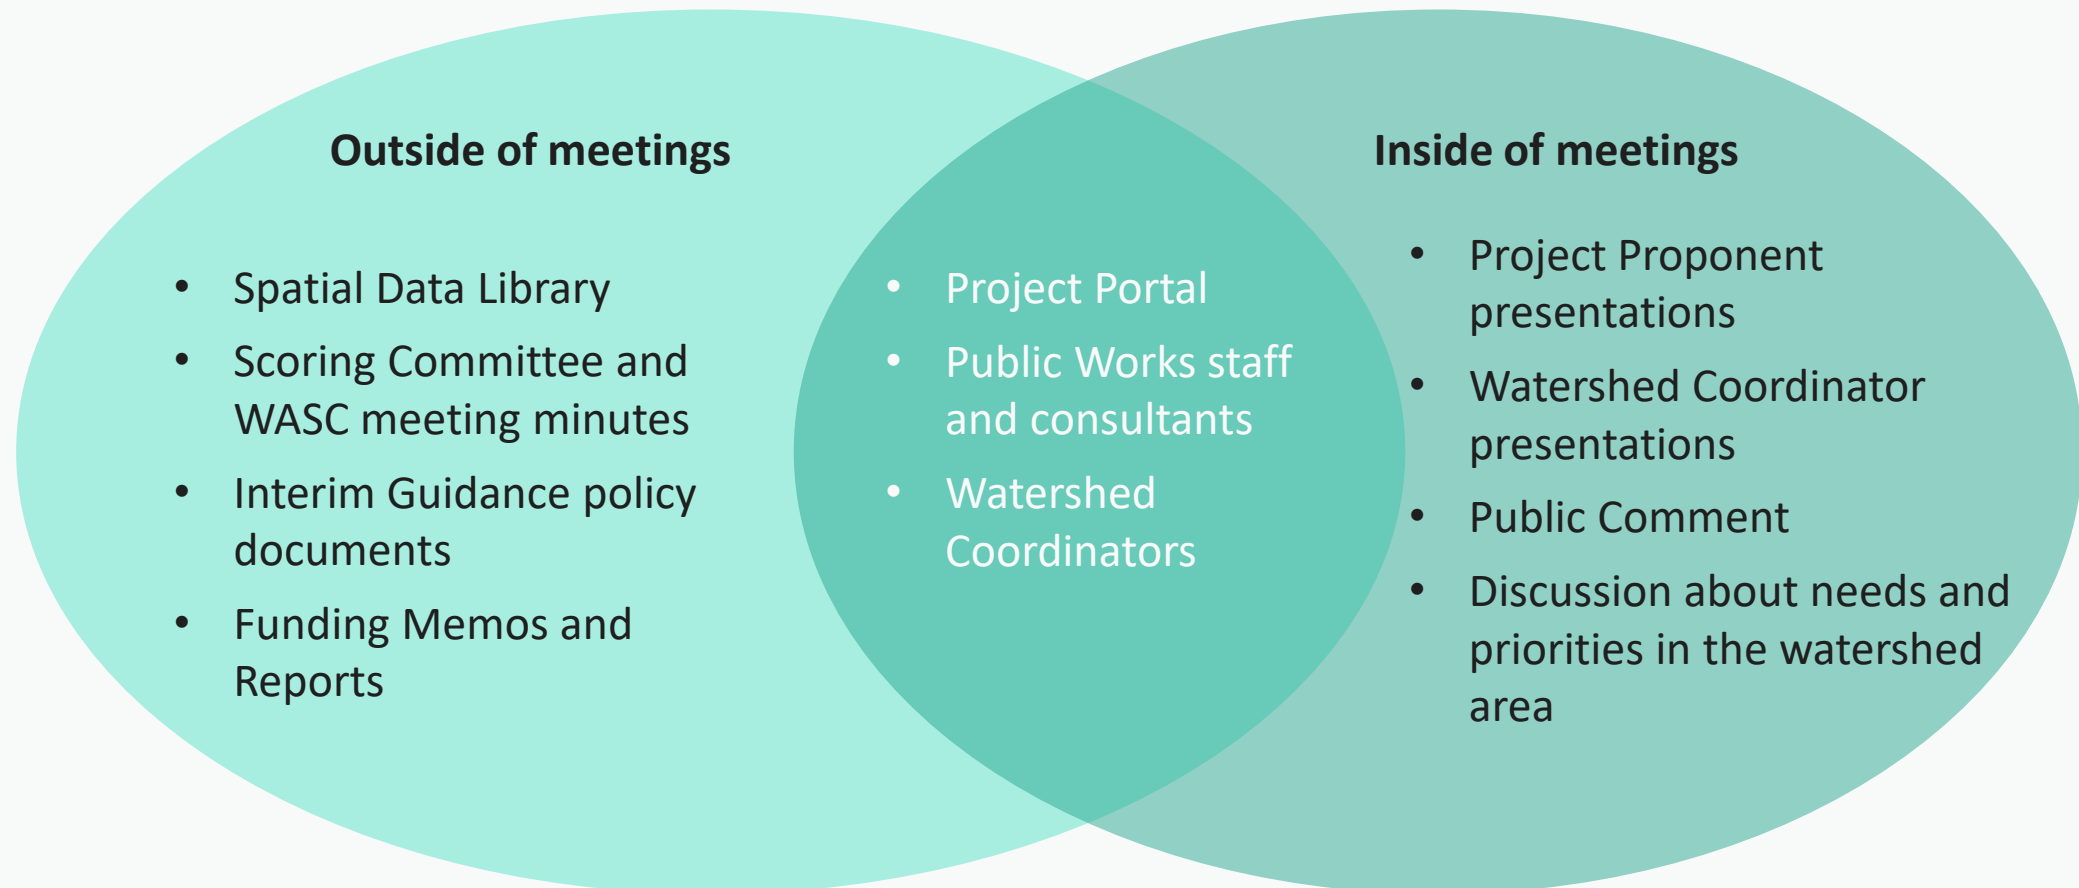 Outside of meetings
• Spatial Data Library
• Scoring Committee and
WASC meeting minutes
• Interim Guidance policy
documents
• Funding Memos and
Reports
• Project Portal
• Public Works staff
and consultants
• Watershed
Coordinators
Inside of meetings
• Project Proponent
presentations
• Watershed Coordinator
presentations
• Public Comment
• Discussion about needs and
priorities in the watershed
area